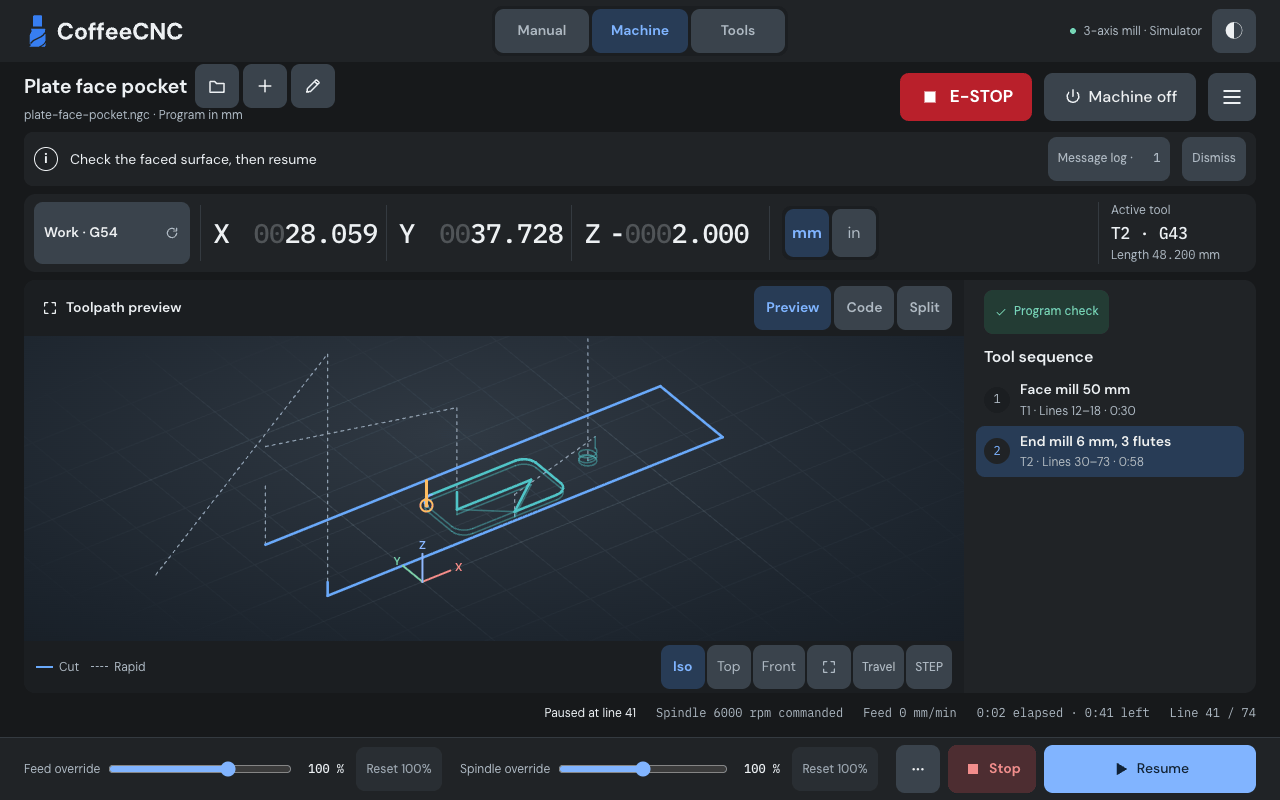 CoffeeCNC
Manual
Machine
Tools
3-axis mill · Simulator
Plate face pocket
plate-face-pocket.ngc · Program in mm
E-STOP
Machine off
i
Check the faced surface, then resume
Message log · 1
Dismiss
Work · G54
X 0028.059
Y 0037.728
Z -0002.000
mm
in
Active tool
T2 · G43
Length 48.200 mm
Toolpath preview
Preview
Code
Split
Z
Y
X
Cut
Rapid
Iso
Top
Front
Travel
STEP
Program check
Tool sequence
1
Face mill 50 mm
T1 · Lines 12–18 · 0:30
2
End mill 6 mm, 3 flutes
T2 · Lines 30–73 · 0:58
Paused at line 41
Spindle 6000 rpm commanded
Feed 0 mm/min
0:02 elapsed · 0:41 left
Line 41 / 74
Feed override
100 %
Reset 100%
Spindle override
100 %
Reset 100%
···
Stop
Resume